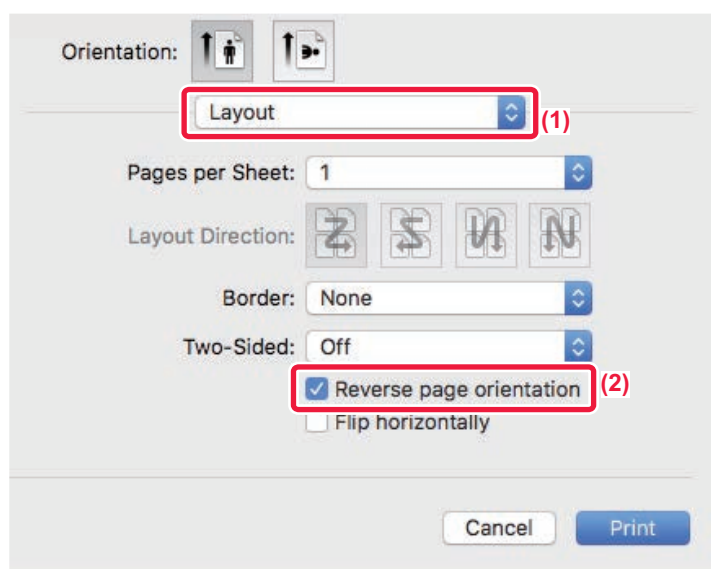 Orientation:
Layout
(1)
Pages per Sheet: 1
Layout Direction:
Border: None
Two-Sided: Off
Reverse page orientation
(2)
Flip horizontally
Cancel Print